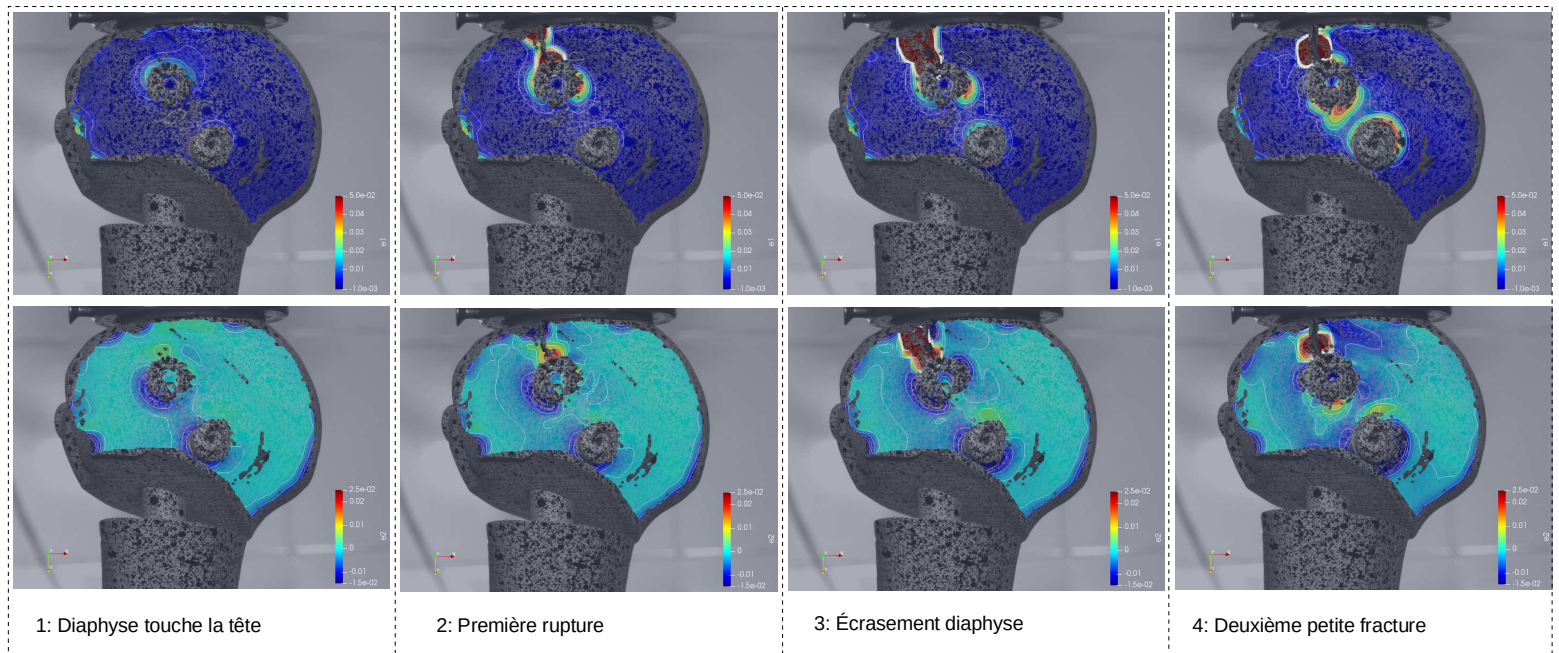 5.0e-02
0.04
0.03
0.02
0.01
-1.0e-03
e1
5.0e-02
0.04
0.03
0.02
0.01
-1.0e-03
e1
5.0e-02
0.04
0.03
0.02
0.01
-1.0e-03
e1
5.0e-02
0.04
0.03
0.02
0.01
-1.0e-03
e1
2.5e-02
0.02
0.01
0
-0.01
-1.5e-02
e2
2.5e-02
0.02
0.01
0
-0.01
-1.5e-02
e2
2.5e-02
0.02
0.01
0
-0.01
-1.5e-02
e2
2.5e-02
0.02
0.01
0
-0.01
-1.5e-02
e2
1: Diaphyse touche la tête
2: Première rupture
3: Écrasement diaphyse
4: Deuxième petite fracture